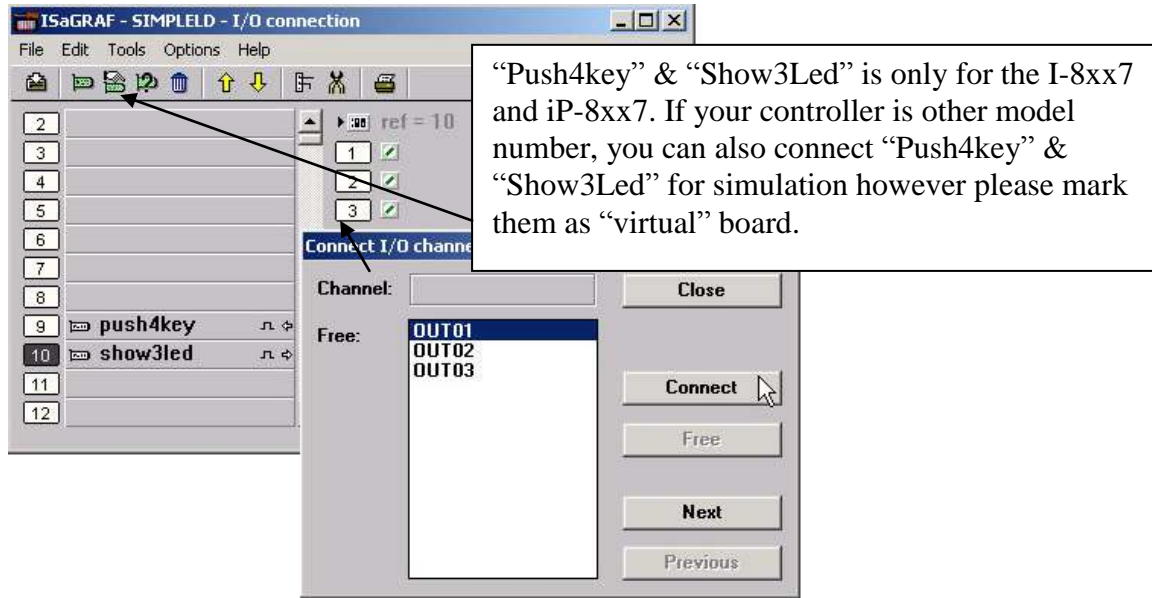 ISaGRAF - SIMPLELD - I/O connection
File Edit Tools Options Help
“Push4key” & “Show3Led” is only for the I-8xx7
and iP-8xx7. If your controller is other model
number, you can also connect “Push4key” &
“Show3Led” for simulation however please mark
them as “virtual” board.
2
3
4
5
6
7
8
9 push4key
10 show3led
11
12
ref = 10
1
2
3
Connect I/O channe
Channel:
Close
Free:
OUT01
OUT02
OUT03
Connect
Free
Next
Previous